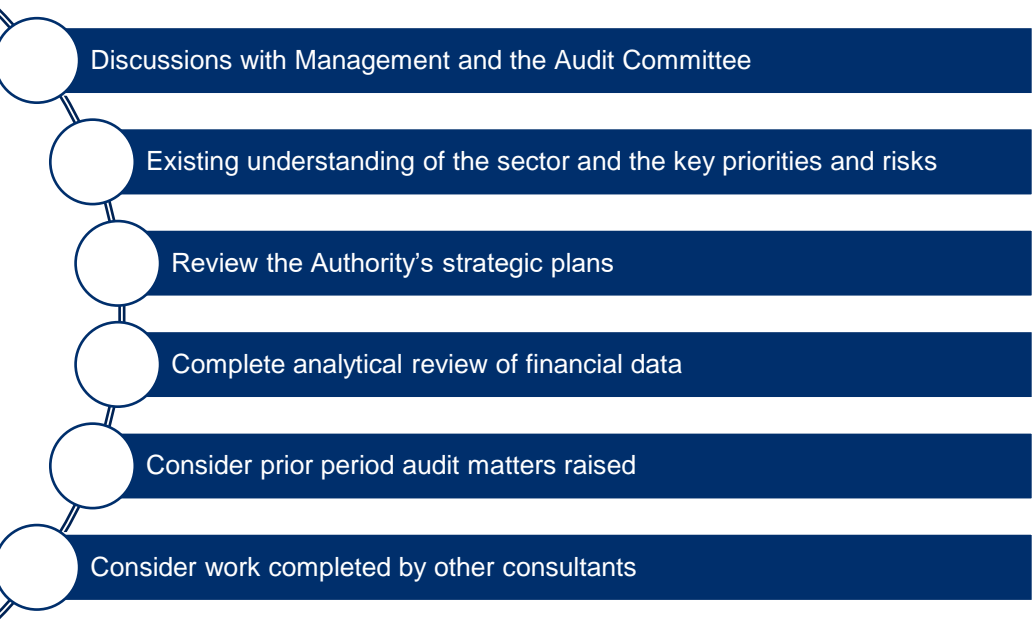 Discussions with Management and the Audit Committee
Existing understanding of the sector and the key priorities and risks
Review the Authority’s strategic plans
Complete analytical review of financial data
Consider prior period audit matters raised
Consider work completed by other consultants